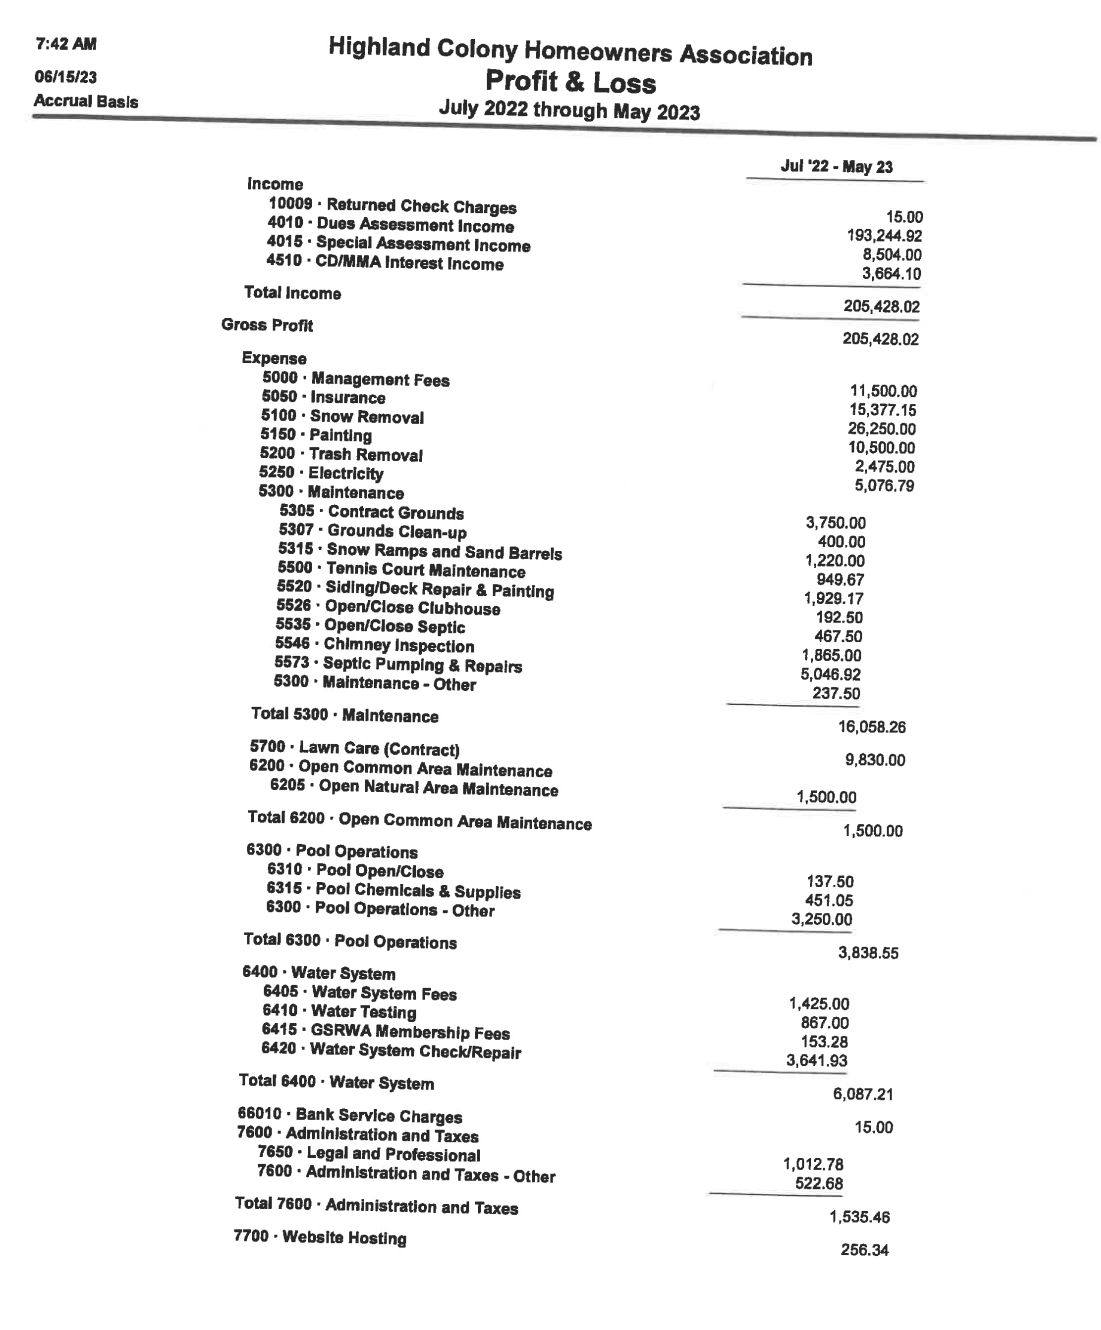 7:42 AM
Highland Colony Homeowners Association
06/15/23
Profit & Loss
Accrual Basis
July 2022 through May 2023
Jul '22 - May 23
Income
10009 · Returned Check Charges 15.00
4010 · Dues Assessment Income 193,244.92
4015 · Special Assessment Income 8,504.00
4510 · CD/MMA Interest Income 3,664.10
Total Income 205,428.02
Gross Profit 205,428.02
Expense
5000 · Management Fees 11,500.00
5050 · Insurance 15,377.15
5100 · Snow Removal 26,250.00
5150 · Painting 10,500.00
5200 · Trash Removal 2,475.00
5250 · Electricity 5,076.79
5300 · Maintenance
5305 · Contract Grounds 3,750.00
5307 · Grounds Clean-up 400.00
5315 · Snow Ramps and Sand Barrels 1,220.00
5500 · Tennis Court Maintenance 949.67
5520 · Siding/Deck Repair & Painting 1,929.17
5526 · Open/Close Clubhouse 192.50
5535 · Open/Close Septic 467.50
5546 · Chimney Inspection 1,865.00
5573 · Septic Pumping & Repairs 5,046.92
5300 · Maintenance - Other 237.50
Total 5300 · Maintenance 16,058.26
5700 · Lawn Care (Contract) 9,830.00
6200 · Open Common Area Maintenance
6205 · Open Natural Area Maintenance 1,500.00
Total 6200 · Open Common Area Maintenance 1,500.00
6300 · Pool Operations
6310 · Pool Open/Close 137.50
6315 · Pool Chemicals & Supplies 451.05
6300 · Pool Operations - Other 3,250.00
Total 6300 · Pool Operations 3,838.55
6400 · Water System
6405 · Water System Fees 1,425.00
6410 · Water Testing 867.00
6415 · GSRWA Membership Fees 153.28
6420 · Water System Check/Repair 3,641.93
Total 6400 · Water System 6,087.21
66010 · Bank Service Charges 15.00
7600 · Administration and Taxes
7650 · Legal and Professional 1,012.78
7600 · Administration and Taxes - Other 522.68
Total 7600 · Administration and Taxes 1,535.46
7700 · Website Hosting 256.34